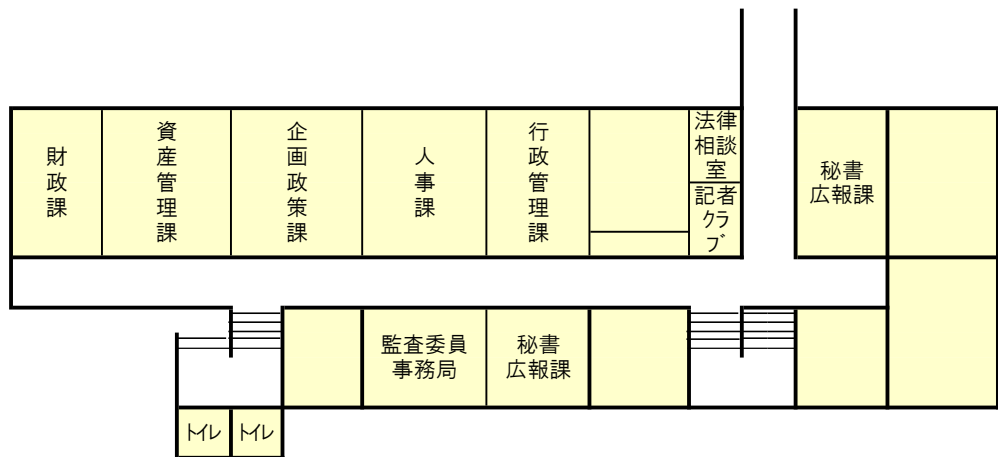 財政課
資産管理課
企画政策課
人事課
行政管理課
法律
相談
室
記者
クラ
ブ
秘書
広報課
監査委員
事務局
秘書
広報課
トイレ
トイレ